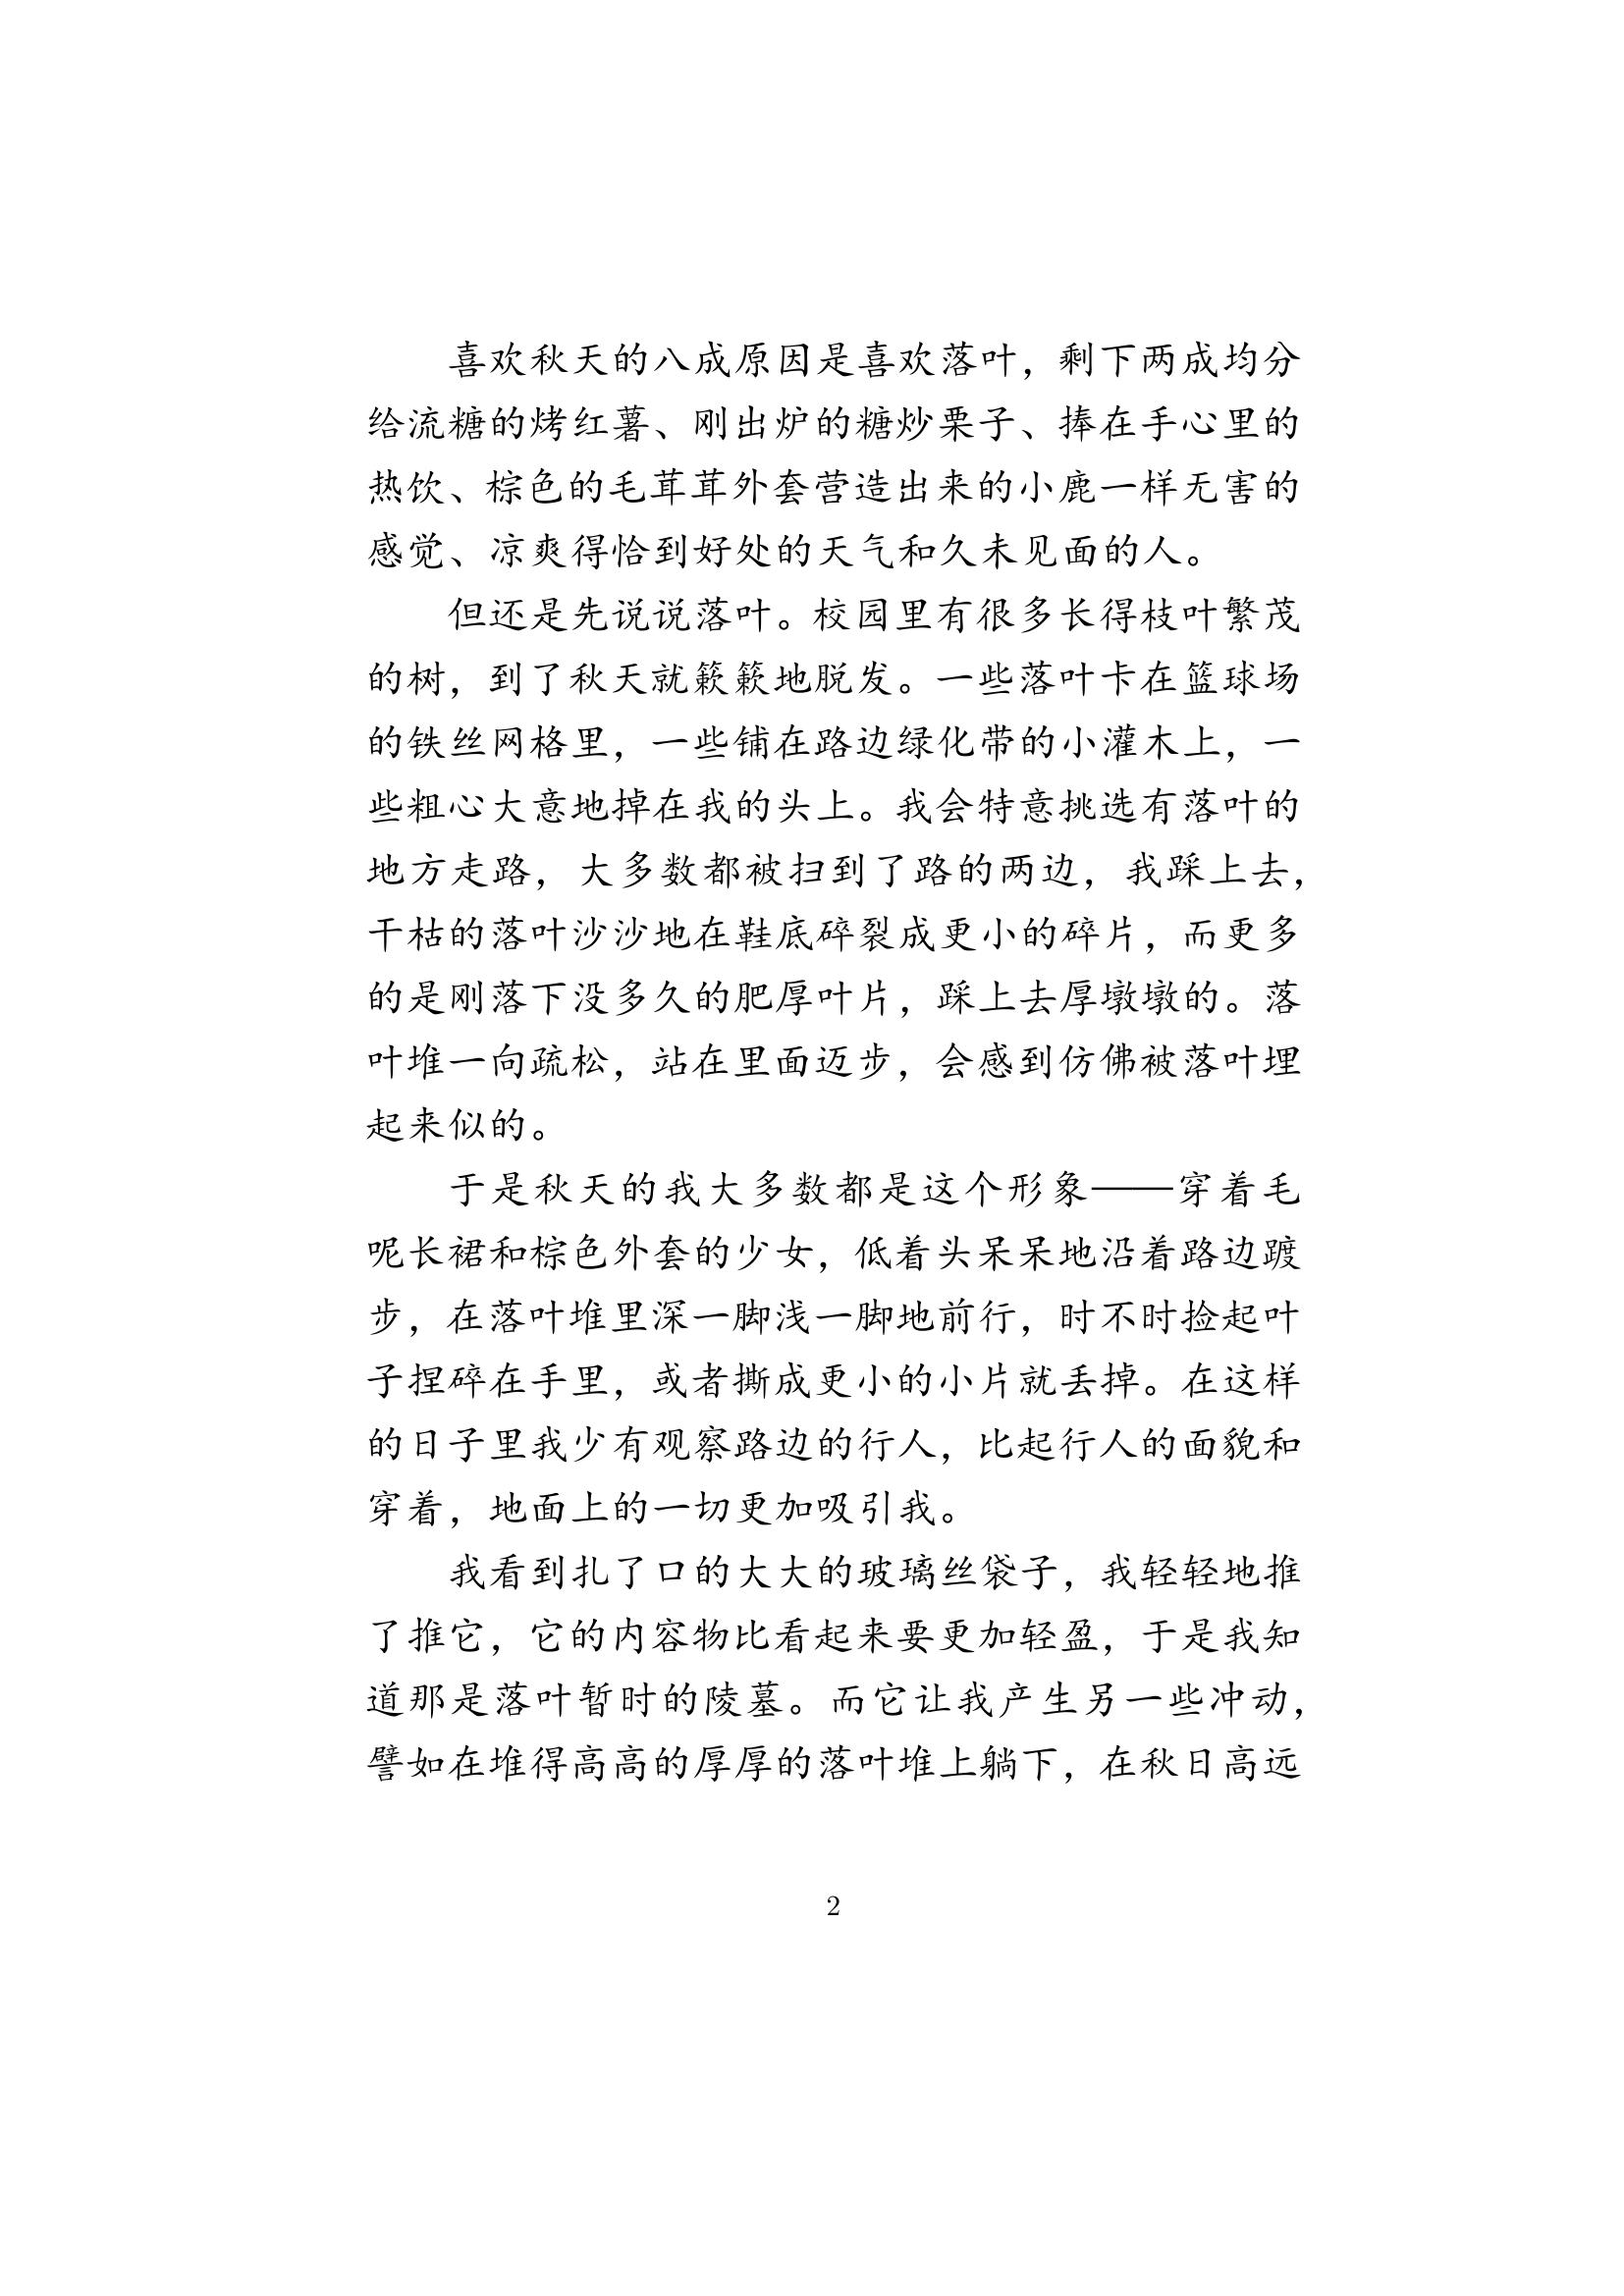 喜欢秋天的八成原因是喜欢落叶，剩下两成均分
给流糖的烤红薯、刚出炉的糖炒栗子、捧在手心里的
热饮、棕色的毛茸茸外套营造出来的小鹿一样无害的
感觉、凉爽得恰到好处的天气和久未见面的人。
但还是先说说落叶。校园里有很多长得枝叶繁茂
的树，到了秋天就簌簌地脱发。一些落叶卡在篮球场
的铁丝网格里，一些铺在路边绿化带的小灌木上，一
些粗心大意地掉在我的头上。我会特意挑选有落叶的
地方走路，大多数都被扫到了路的两边，我踩上去，
干枯的落叶沙沙地在鞋底碎裂成更小的碎片，而更多
的是刚落下没多久的肥厚叶片，踩上去厚墩墩的。落
叶堆一向疏松，站在里面迈步，会感到仿佛被落叶埋
起来似的。
于是秋天的我大多数都是这个形象——穿着毛
呢长裙和棕色外套的少女，低着头呆呆地沿着路边踱
步，在落叶堆里深一脚浅一脚地前行，时不时捡起叶
子捏碎在手里，或者撕成更小的小片就丢掉。在这样
的日子里我少有观察路边的行人，比起行人的面貌和
穿着，地面上的一切更加吸引我。
我看到扎了口的大大的玻璃丝袋子，我轻轻地推
了推它，它的内容物比看起来要更加轻盈，于是我知
道那是落叶暂时的陵墓。而它让我产生另一些冲动，
譬如在堆得高高的厚厚的落叶堆上躺下，在秋日高远
2